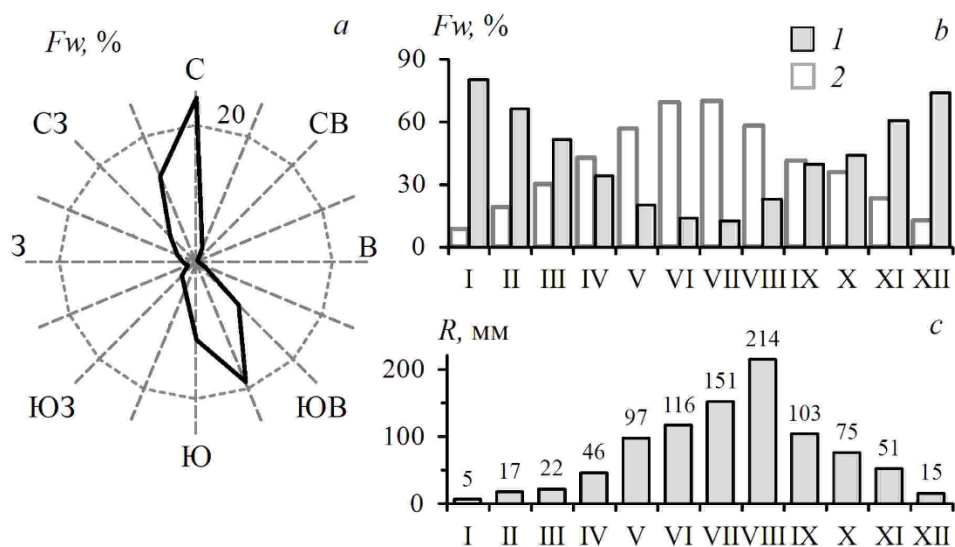 Fw, %
a
С
20
СЗ
СВ
З
В
ЮЗ
ЮВ
Ю
Fw, %
b
1
2
90
60
30
0
I II III IV V VI VII VIII IX X XI XII
R, мм
c
200
100
0
5 17 22 46 97 116 151 214 103 75 51 15
I II III IV V VI VII VIII IX X XI XII